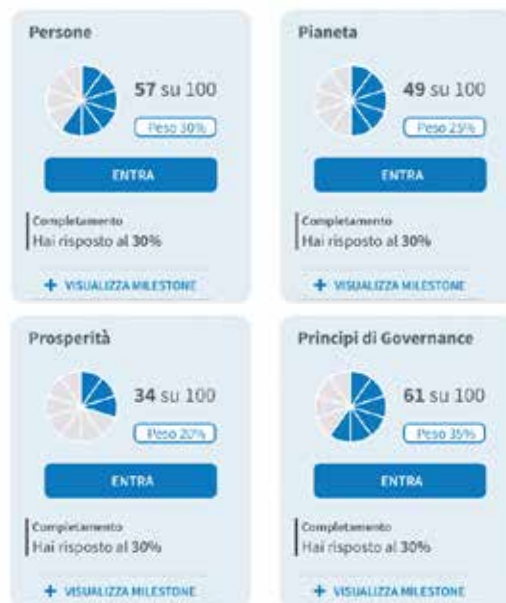 Persone
57 su 100
Peso 30%
ENTRA
Completamento
Hai risposto al 30%
+ VISUALIZZA MILESTONE
Pianeta
49 su 100
Peso 25%
ENTRA
Completamento
Hai risposto al 30%
+ VISUALIZZA MILESTONE
Prosperità
34 su 100
Peso 20%
ENTRA
Completamento
Hai risposto al 30%
+ VISUALIZZA MILESTONE
Principi di Governance
61 su 100
Peso 35%
ENTRA
Completamento
Hai risposto al 30%
+ VISUALIZZA MILESTONE